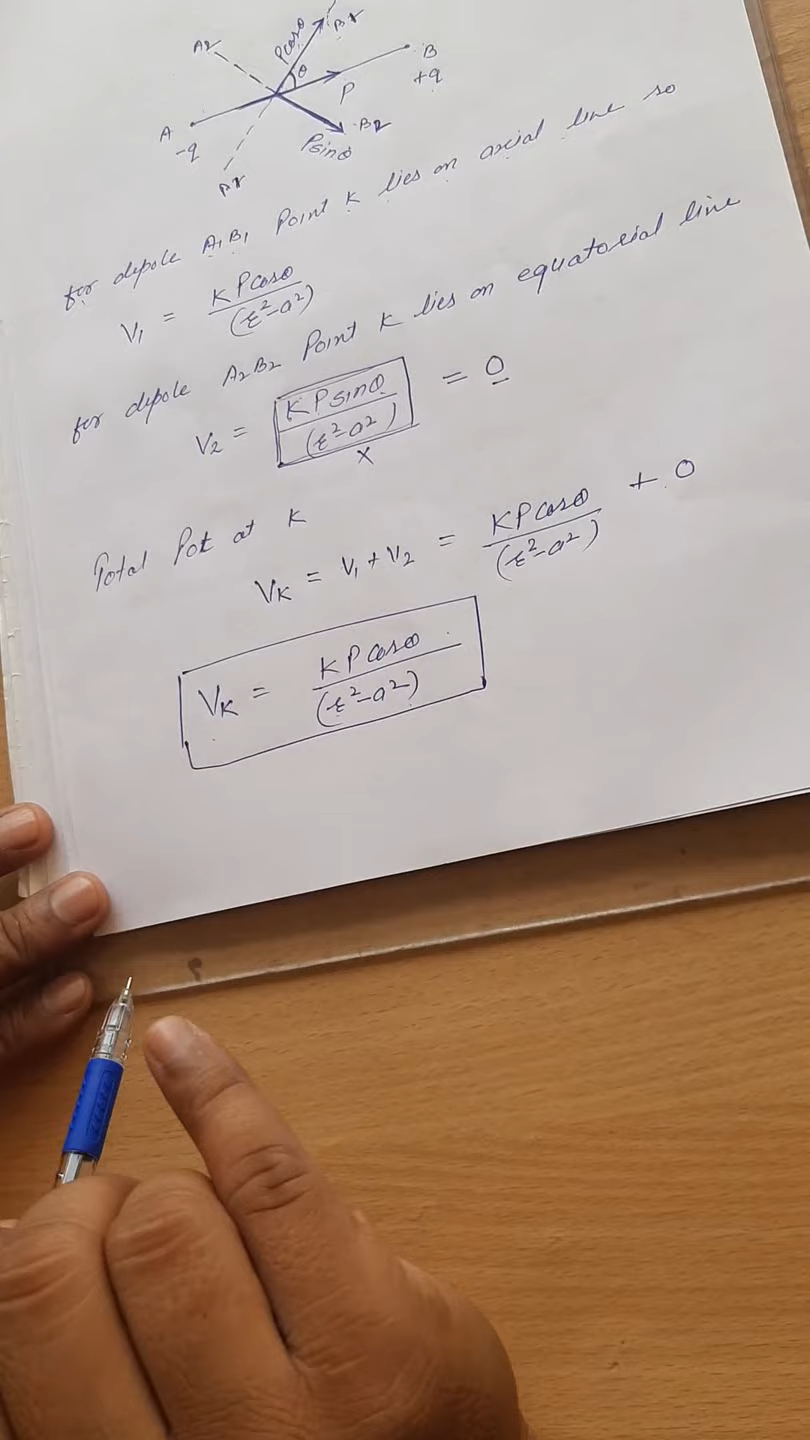 A2
Pcosθ
B1
θ
B
+q
P
A
-q
B2
Psinθ
for dipole A1B1 Point K lies on axial line so
V1 = KPcosθ / (r²-a²)
for dipole A2B2 Point K lies on equatorial line
V2 = KPsinθ / (r²-a²) = 0
X
Total Pot at K
VK = V1 + V2 = KPcosθ / (r²-a²) + 0
VK = KPcosθ / (r²-a²)